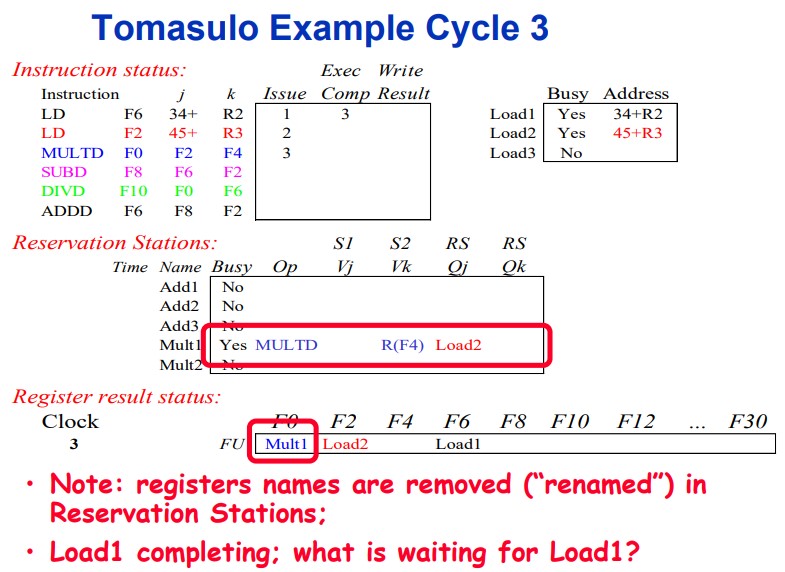 Tomasulo Example Cycle 3
Instruction status: Exec Write
Instruction j k Issue Comp Result Busy Address
LD F6 34+ R2 1 3 Load1 Yes 34+R2
LD F2 45+ R3 2 Load2 Yes 45+R3
MULTD F0 F2 F4 3 Load3 No
SUBD F8 F6 F2
DIVD F10 F0 F6
ADDD F6 F8 F2
Reservation Stations: S1 S2 RS RS
Time Name Busy Op Vj Vk Qj Qk
Add1 No
Add2 No
Add3 No
Mult1 Yes MULTD R(F4) Load2
Mult2 No
Register result status:
Clock F0 F2 F4 F6 F8 F10 F12 ... F30
3 FU Mult1 Load2 Load1
• Note: registers names are removed (“renamed”) in
Reservation Stations;
• Load1 completing; what is waiting for Load1?